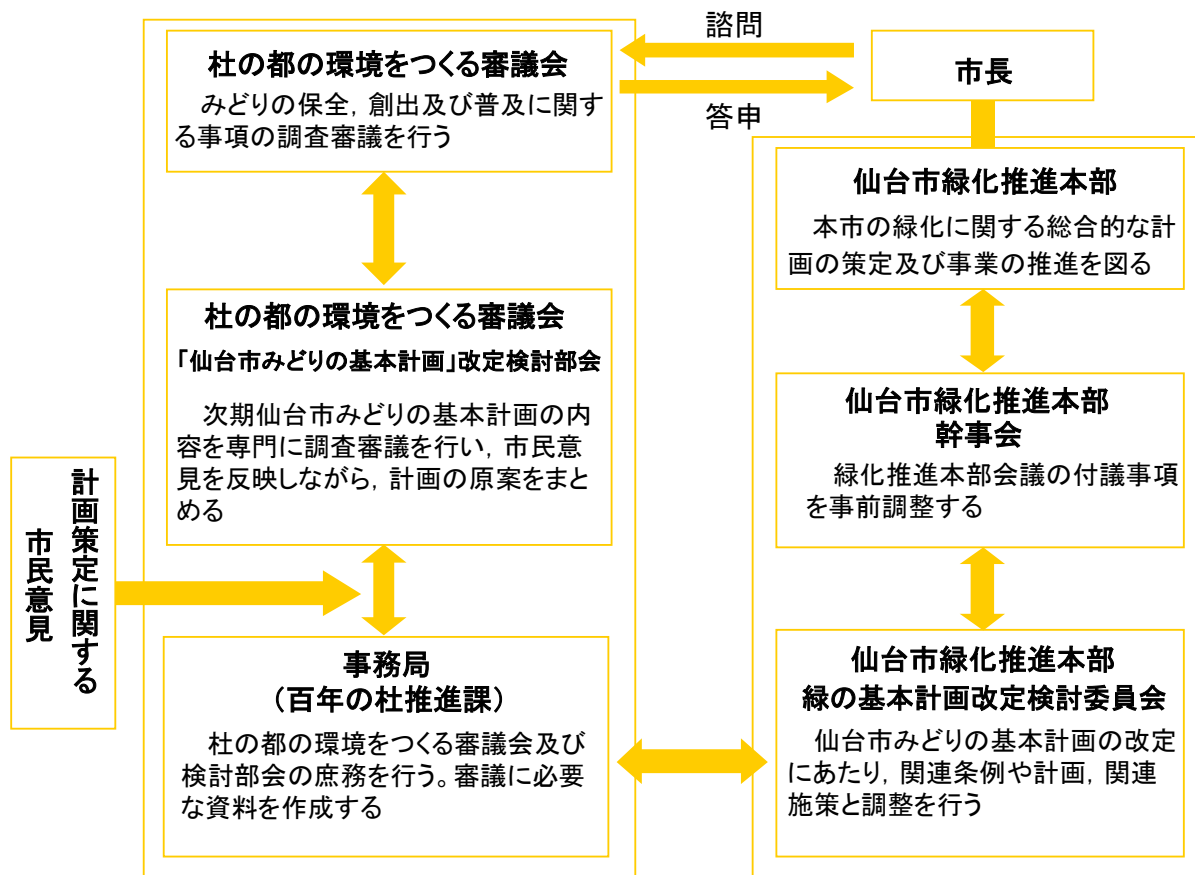 諮問
答申
市長
杜の都の環境をつくる審議会
みどりの保全，創出及び普及に関す
る事項の調査審議を行う
杜の都の環境をつくる審議会
「仙台市みどりの基本計画」改定検討部会
次期仙台市みどりの基本計画の内
容を専門に調査審議を行い，市民意
見を反映しながら，計画の原案をまと
める
計画策定に関する
市民意見
事務局
（百年の杜推進課）
杜の都の環境をつくる審議会及び
検討部会の庶務を行う。審議に必要
な資料を作成する
仙台市緑化推進本部
本市の緑化に関する総合的な計
画の策定及び事業の推進を図る
仙台市緑化推進本部
幹事会
緑化推進本部会議の付議事項
を事前調整する
仙台市緑化推進本部
緑の基本計画改定検討委員会
仙台市みどりの基本計画の改定
にあたり，関連条例や計画，関連
施策と調整を行う